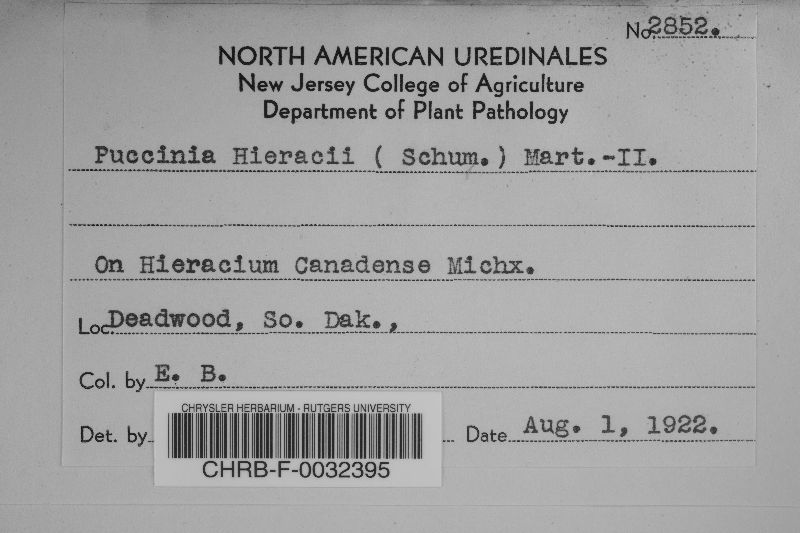 No. 2852.
NORTH AMERICAN UREDINALES
New Jersey College of Agriculture
Department of Plant Pathology
Puccinia Hieracii ( Schum.) Mart.-II.
On Hieracium Canadense Michx.
Loc. Deadwood, So. Dak.,
Col. by E. B.
Det. by Date Aug. 1, 1922.
CHRYSLER HERBARIUM - RUTGERS UNIVERSITY
CHRB-F-0032395